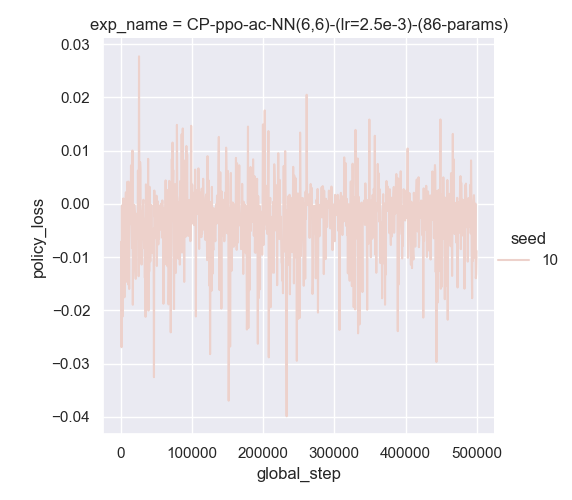 exp_name = CP-ppo-ac-NN(6,6)-(lr=2.5e-3)-(86-params)
0.03
0.02
0.01
0.00
−0.01
−0.02
−0.03
−0.04
policy_loss
0 100000 200000 300000 400000 500000
global_step
seed
10